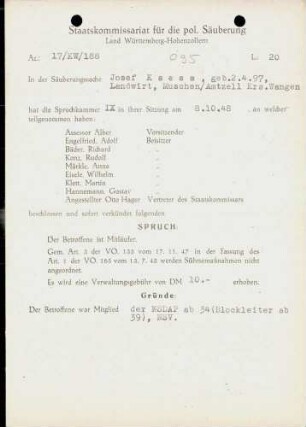 Staatskommissariat für die pol. Säuberung
Land Württemberg-Hohenzollern
Az: 17/KW/168 095 L. 20
In der Säuberungssache Josef K e s s e , geb.2.4.97,
Landwirt, Muschen/Amtzell Krs.Wangen
hat die Spruchkammer IX in ihrer Sitzung am 8.10.48 an welcher
teilgenommen haben:
Assessor Alber Vorsitzender
Engelfried, Adolf Beisitzer
Bäder, Richard "
Konz, Rudolf "
Märkle, Anna "
Eisele, Wilhelm "
Klett, Martin "
Hannemann, Gustav "
Angestellter Otto Hager Vertreter des Staatskommissars
beschlossen und sofort verkündet folgenden
SPRUCH:
Der Betroffene ist Mitläufer.
Gem. Art. 2 der VO. 133 vom 17. 11. 47 in der Fassung des
Art. 1 der VO. 165 vom 13. 7. 48 werden Sühnemaßnahmen nicht
angeordnet.
Es wird eine Verwaltungsgebühr von DM 10.- erhoben.
Gründe:
Der Betroffene war Mitglied der NSDAP ab 34(Blockleiter ab
39), NSV.